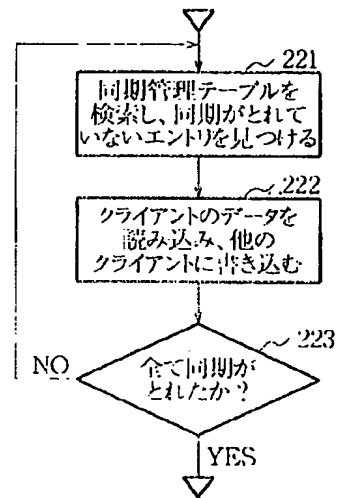 221
同期管理テーブルを
検索し、同期がとれて
いないエントリを見つける
222
クライアントのデータを
読み込み、他の
クライアントに書き込む
223
全て同期が
とれたか?
NO
YES